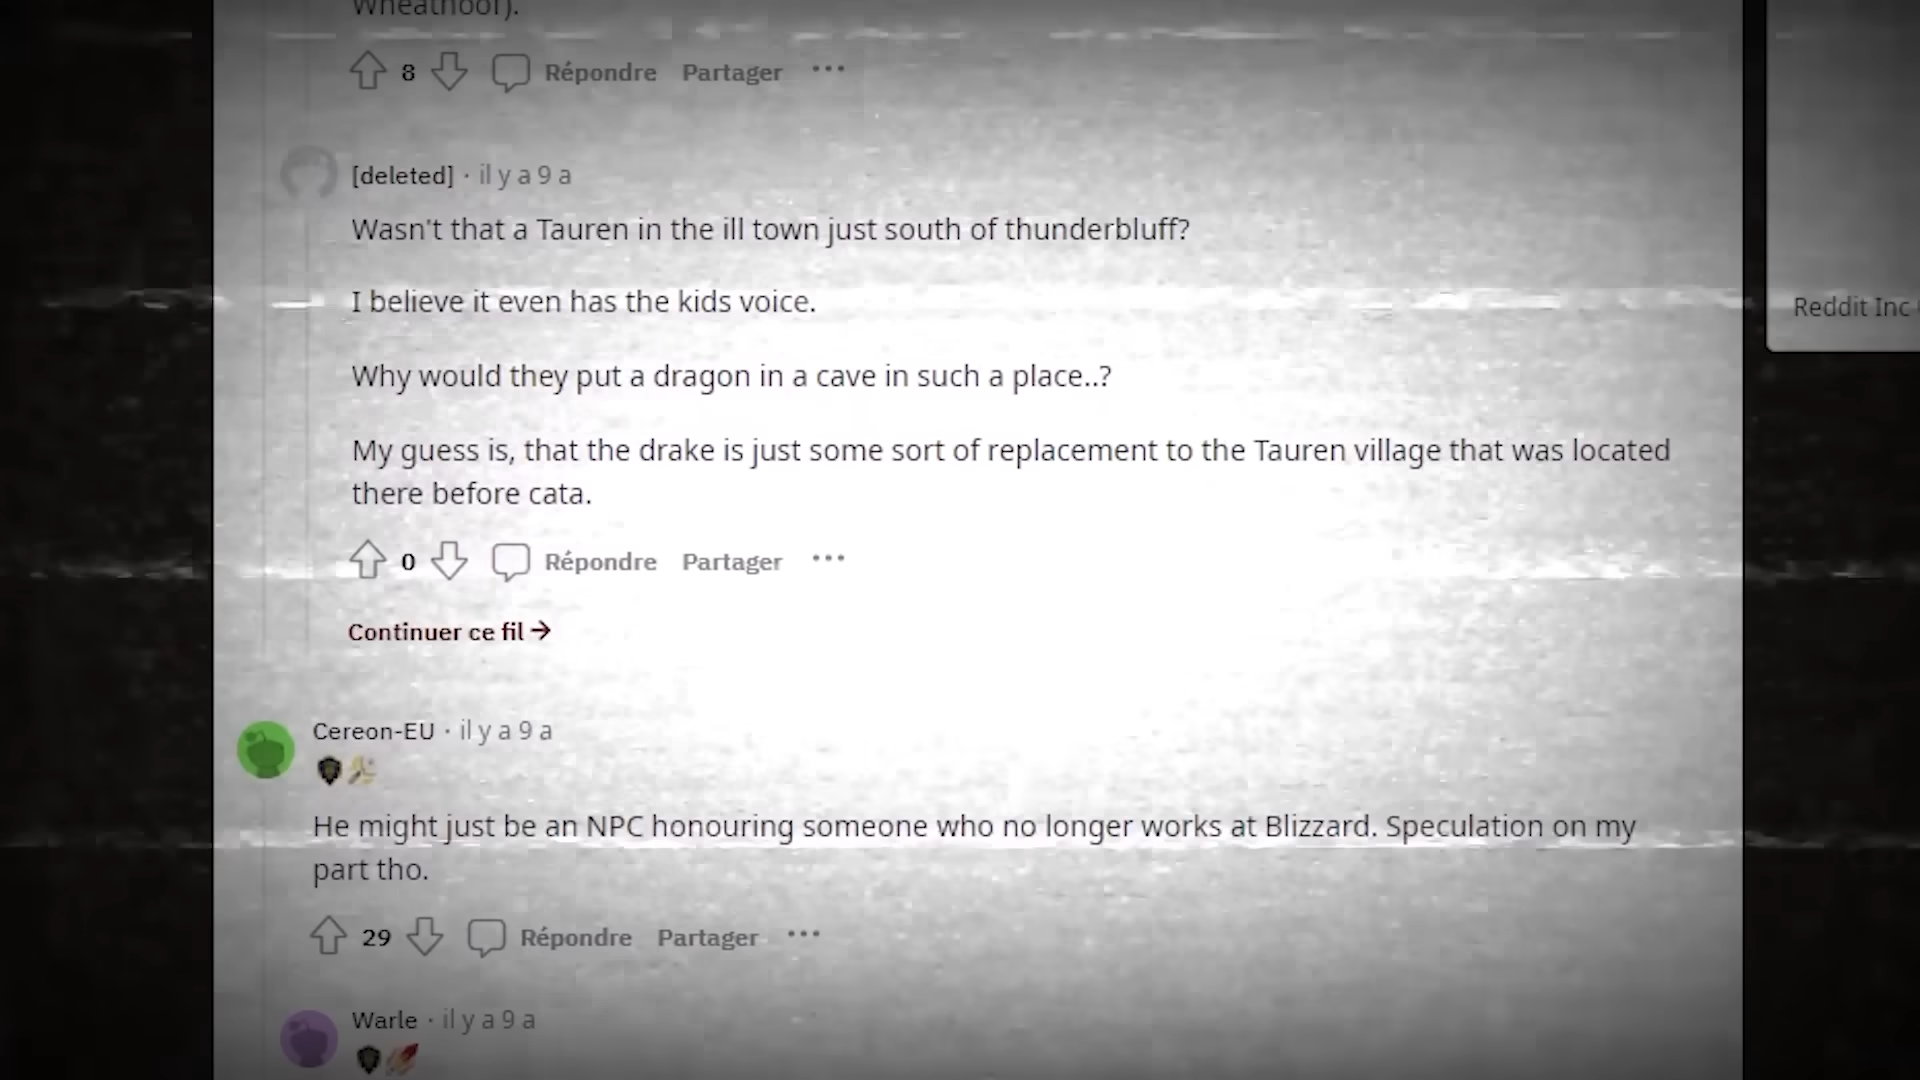 Wheathoof).
8 Répondre Partager ...
[deleted] · il y a 9 a
Wasn't that a Tauren in the ill town just south of thunderbluff?
I believe it even has the kids voice.
Why would they put a dragon in a cave in such a place..?
My guess is, that the drake is just some sort of replacement to the Tauren village that was located
there before cata.
0 Répondre Partager ...
Continuer ce fil →
Reddit Inc
Cereon-EU · il y a 9 a
He might just be an NPC honouring someone who no longer works at Blizzard. Speculation on my
part tho.
29 Répondre Partager ...
Warle · il y a 9 a